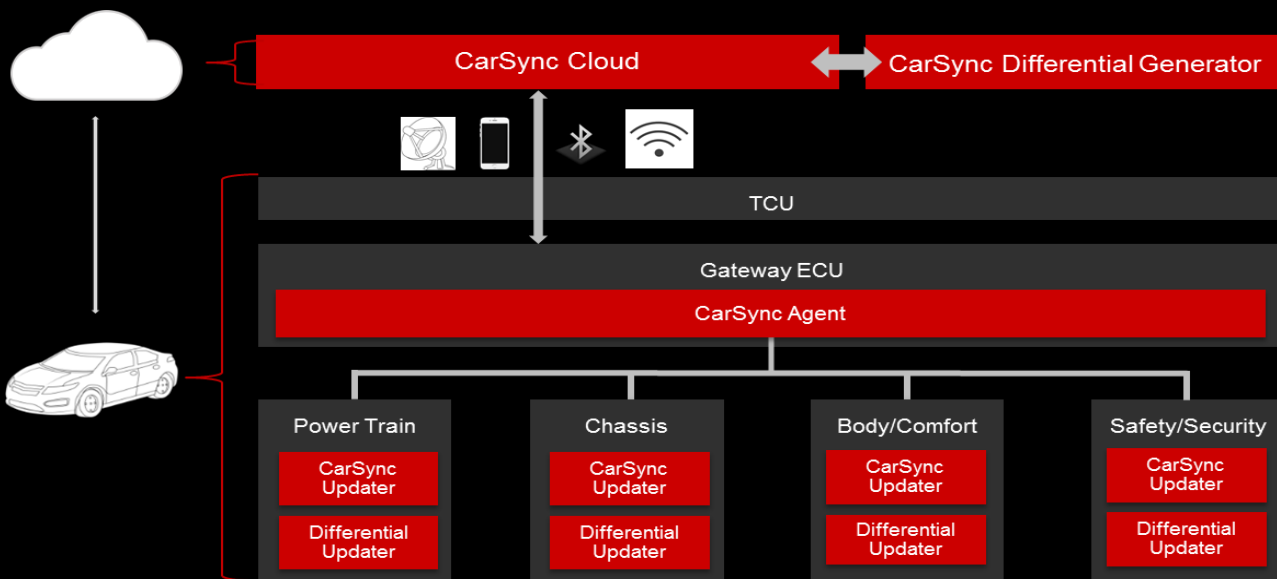 CarSync Cloud
CarSync Differential Generator
TCU
Gateway ECU
CarSync Agent
Power Train
CarSync
Updater
Differential
Updater
Chassis
CarSync
Updater
Differential
Updater
Body/Comfort
CarSync
Updater
Differential
Updater
Safety/Security
CarSync
Updater
Differential
Updater